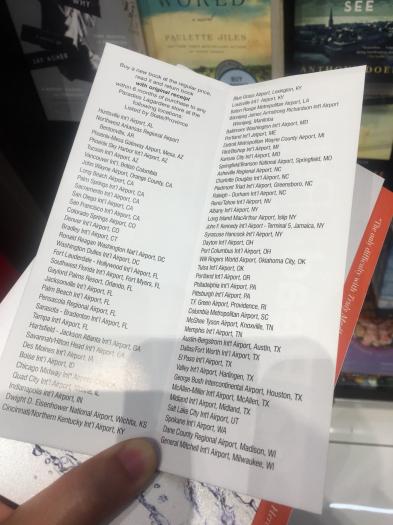 WORLD
a novel
PAULETTE JILES
SEE
ANTHONY DOE
BUY
Buy a new book at the regular price,
read it and return book
with original receipt
within 6 months of purchase to any
Paradies Lagardère store at the
following locations:
Listed by State/Province
Huntsville Int'l Airport, AL
Northwest Arkansas Regional Airport
Bentonville, AR
Phoenix-Mesa Gateway Airport, Mesa, AZ
Phoenix Sky Harbor Int'l Airport, AZ
Tucson Int'l Airport, AZ
Vancouver Int'l, British Colombia
John Wayne Airport, Orange County, CA
Long Beach Airport, CA
Palm Springs Int'l Airport, CA
Sacramento Int'l Airport, CA
San Diego Int'l Airport, CA
San Francisco Int'l Airport, CA
Colorado Springs Airport, CO
Denver Int'l Airport, CO
Bradley Int'l Airport, CT
Ronald Reagan Washington Nat'l Airport, DC
Washington Dulles Int'l Airport, DC
Fort Lauderdale - Hollywood Int'l Airport, FL
Southwest Florida Int'l Airport, Fort Myers, FL
Gaylord Palms Resort, Orlando, FL
Jacksonville Int'l Airport, FL
Palm Beach Int'l Airport, FL
Pensacola Regional Airport, FL
Sarasota - Bradenton Int'l Airport, FL
Tampa Int'l Airport, FL
Hartsfield - Jackson Atlanta Int'l Airport, GA
Savannah/Hilton Head Int'l Airport, GA
Des Moines Int'l Airport, IA
Boise Int'l Airport, ID
Chicago Midway Int'l Airport, IL
Quad City Int'l Airport,
Indianapolis Int'l Airport, IN
Dwight D. Eisenhower National Airport, Wichita, KS
Cincinnati/Northern Kentucky Int'l Airport, KY
Blue Grass Airport, Lexington, KY
Louisville Int'l Airport, KY
Baton Rouge Metropolitan Airport, LA
Winnipeg James Armstrong Richardson Int'l Airport
Winnipeg, Manitoba
Baltimore Washington Int'l Airport, MD
Portland Int'l Airport, ME
Detroit Metropolitan Wayne County Airport, MI
Flint/Bishop Int'l Airport, MI
Kansas City Int'l Airport, MO
Springfield/Branson National Airport, Springfield, MO
Asheville Regional Airport, NC
Charlotte Douglas Int'l Airport, NC
Piedmont Triad Int'l Airport, Greensboro, NC
Raleigh - Durham Int'l Airport, NC
Reno/Tahoe Int'l Airport, NV
Albany Int'l Airport, NY
Long Island MacArthur Airport, Islip NY
John F. Kennedy Int'l Airport - Terminal 5, Jamaica, NY
Syracuse Hancock Int'l Airport, NY
Dayton Int'l Airport, OH
Port Columbus Int'l Airport, OH
Will Rogers World Airport, Oklahoma City, OK
Tulsa Int'l Airport, OK
Portland Int'l Airport, OR
Philadelphia Int'l Airport, PA
Pittsburgh Int'l Airport, PA
T.F. Green Airport, Providence, RI
Columbia Metropolitan Airport, SC
McGhee Tyson Airport, Knoxville, TN
Memphis Int'l Airport, TN
Austin-Bergstrom Int'l Airport, Austin, TX
Dallas/Fort Worth Int'l Airport, TX
El Paso Int'l Airport, TX
Valley Int'l Airport, Harlingen, TX
George Bush Intercontinental Airport, Houston, TX
McAllen-Miller Int'l Airport, McAllen, TX
Midland Int'l Airport, Midland, TX
Salt Lake City Int'l Airport, UT
Spokane Int'l Airport, WA
Dane County Regional Airport, Madison, WI
General Mitchell Int'l Airport, Milwaukee, WI
"The only difficulty with